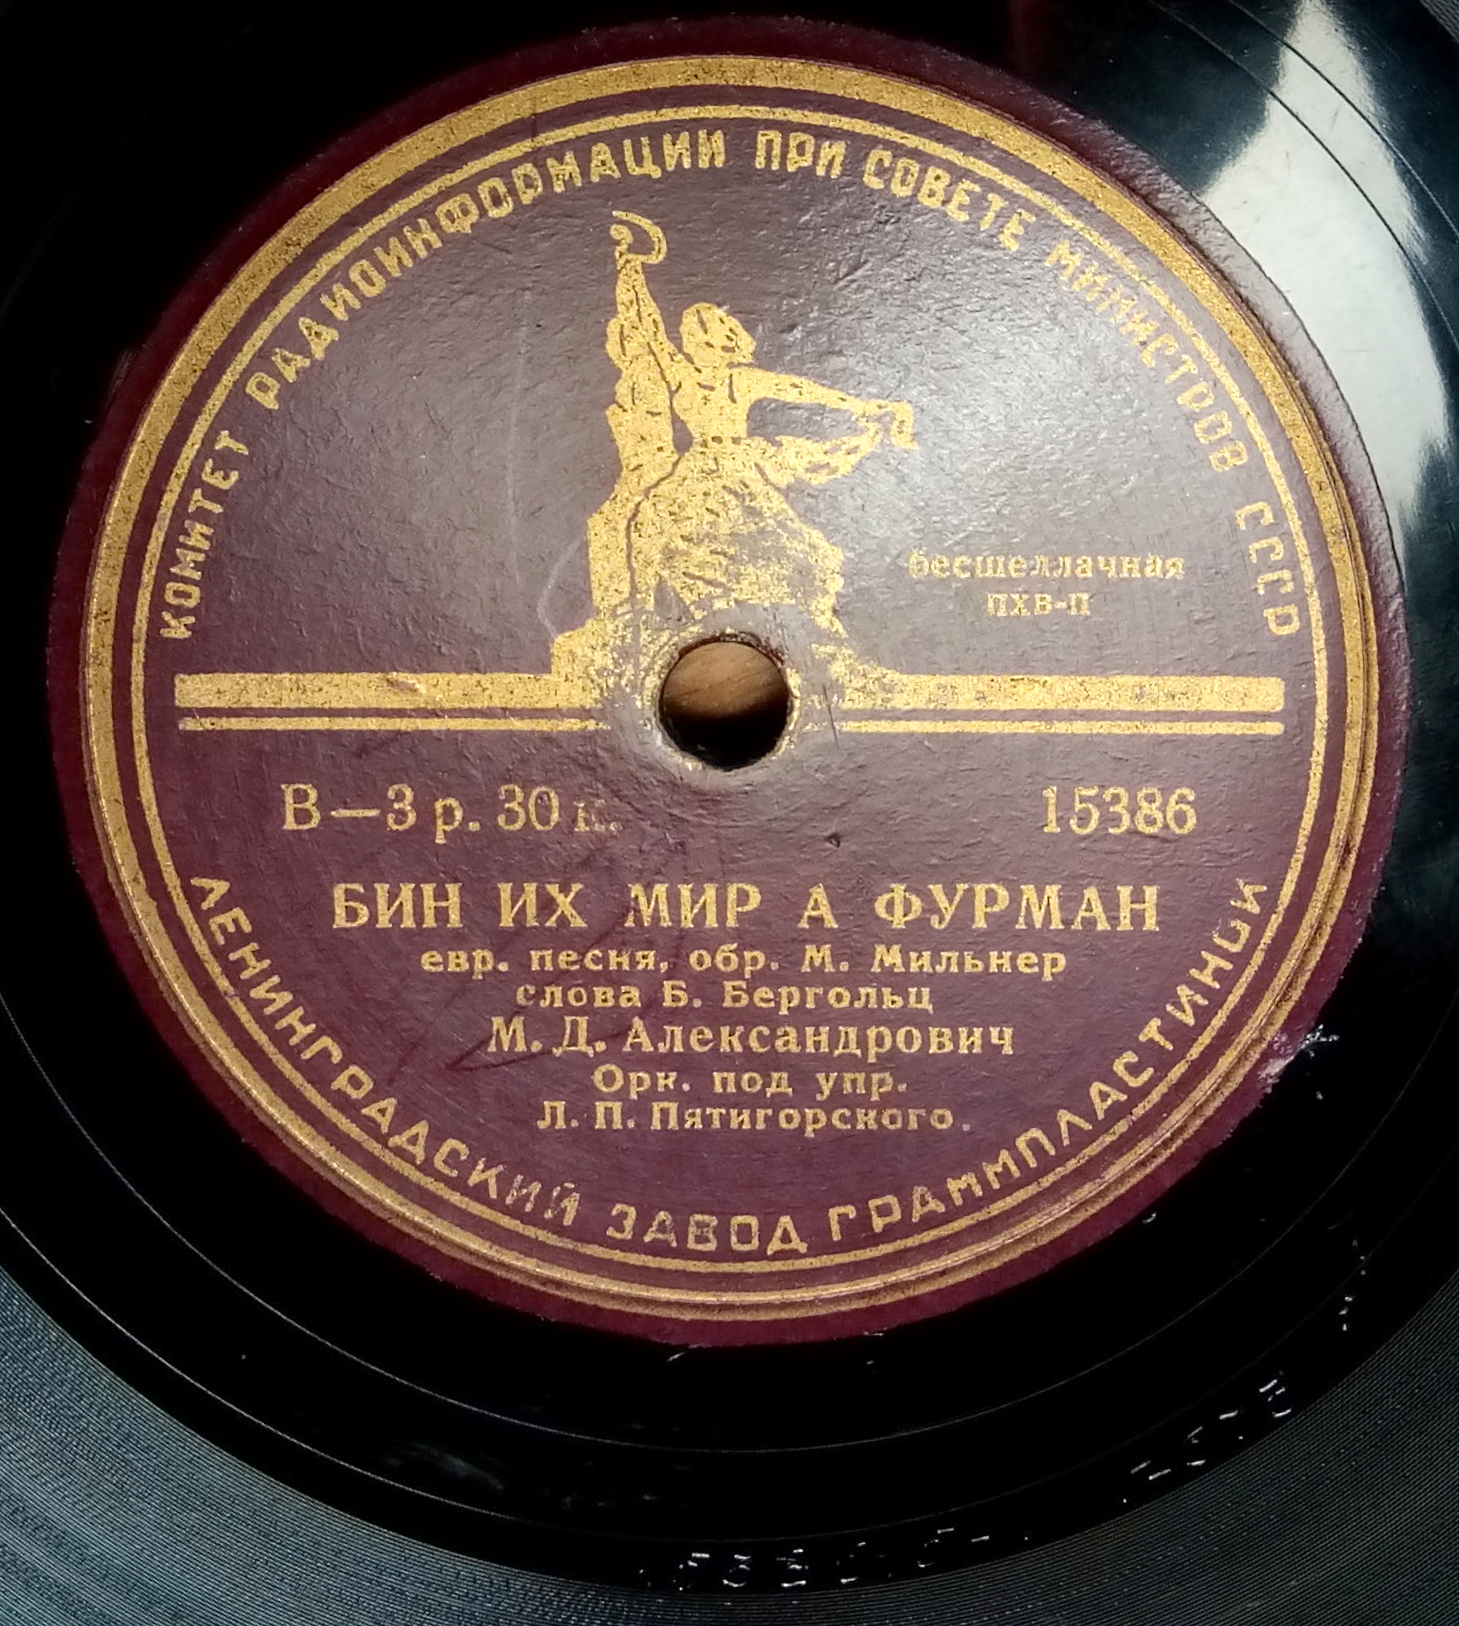 КОМИТЕТ РАДИОИНФОРМАЦИИ ПРИ СОВЕТЕ МИНИСТРОВ СССР
бесшеллачная
ПХВ-П
В—3 р. 30 к.
15386
БИН ИХ МИР А ФУРМАН
евр. песня, обр. М. Мильнер
слова Б. Бергольц
М. Д. Александрович
Орк. под упр.
Л. П. Пятигорского.
ЛЕНИНГРАДСКИЙ ЗАВОД ГРАММПЛАСТИНОК